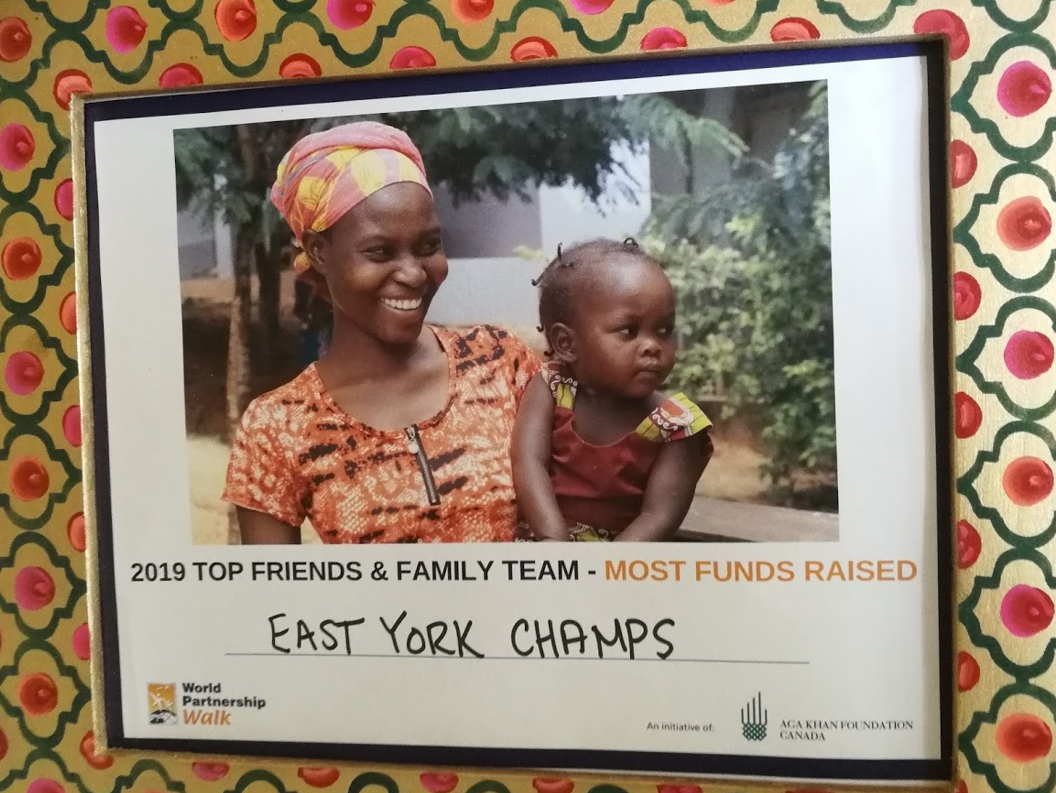 2019 TOP FRIENDS & FAMILY TEAM - MOST FUNDS RAISED
EAST YORK CHAMPS
World
Partnership
Walk
An initiative of:
AGA KHAN FOUNDATION
CANADA